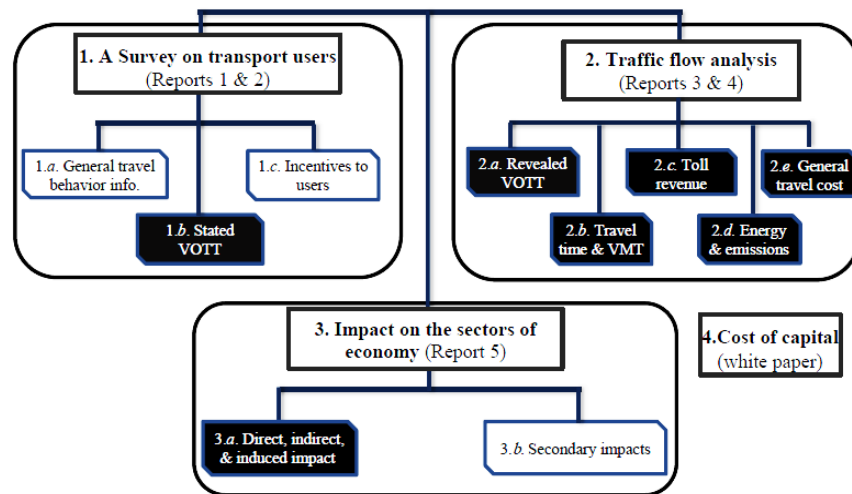 1. A Survey on transport users
(Reports 1 & 2)
1.a. General travel
behavior info.
1.c. Incentives to
users
1.b. Stated
VOTT
2. Traffic flow analysis
(Reports 3 & 4)
2.a. Revealed
VOTT
2.c. Toll
revenue
2.e. General
travel cost
2.b. Travel
time & VMT
2.d. Energy
& emissions
3. Impact on the sectors of
economy (Report 5)
3.a. Direct, indirect,
& induced impact
3.b. Secondary impacts
4.Cost of capital
(white paper)